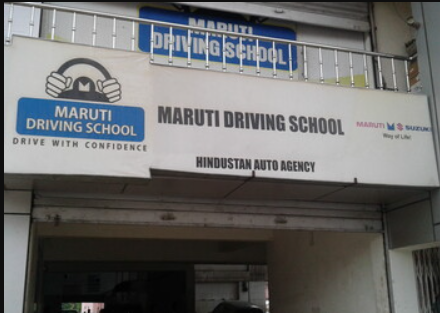 MARUTI
DRIVING SCHOOL
MARUTI
DRIVING SCHOOL
DRIVE WITH CONFIDENCE
MARUTI DRIVING SCHOOL
HINDUSTAN AUTO AGENCY
MARUTI SUZUKI
Way of Life!